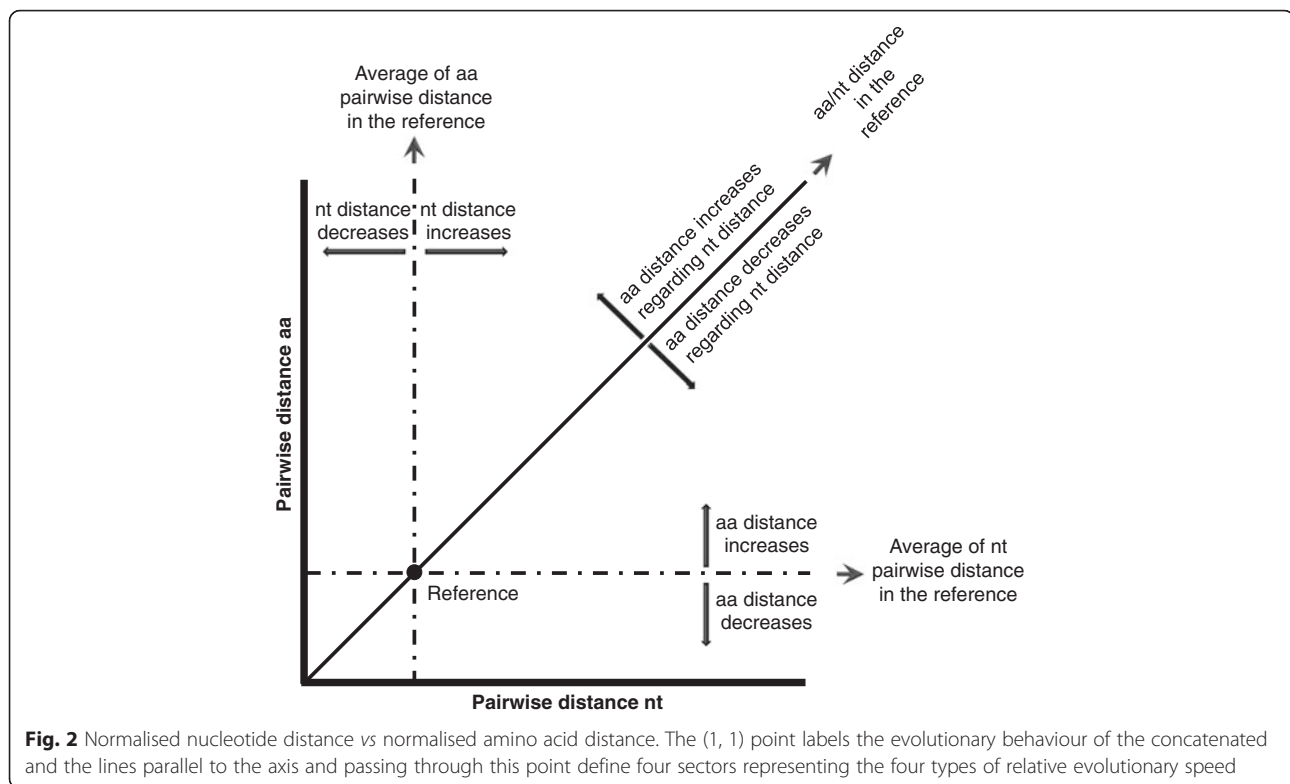 Average of aa
pairwise distance
in the reference
aa/nt distance
in the
reference
nt distance
decreases
nt distance
increases
aa distance increases
regarding nt distance
aa distance decreases
regarding nt distance
Pairwise distance aa
aa distance
increases
Average of nt
pairwise distance
in the reference
Reference
aa distance
decreases
Pairwise distance nt
Fig. 2 Normalised nucleotide distance vs normalised amino acid distance. The (1, 1) point labels the evolutionary behaviour of the concatenated
and the lines parallel to the axis and passing through this point define four sectors representing the four types of relative evolutionary speed